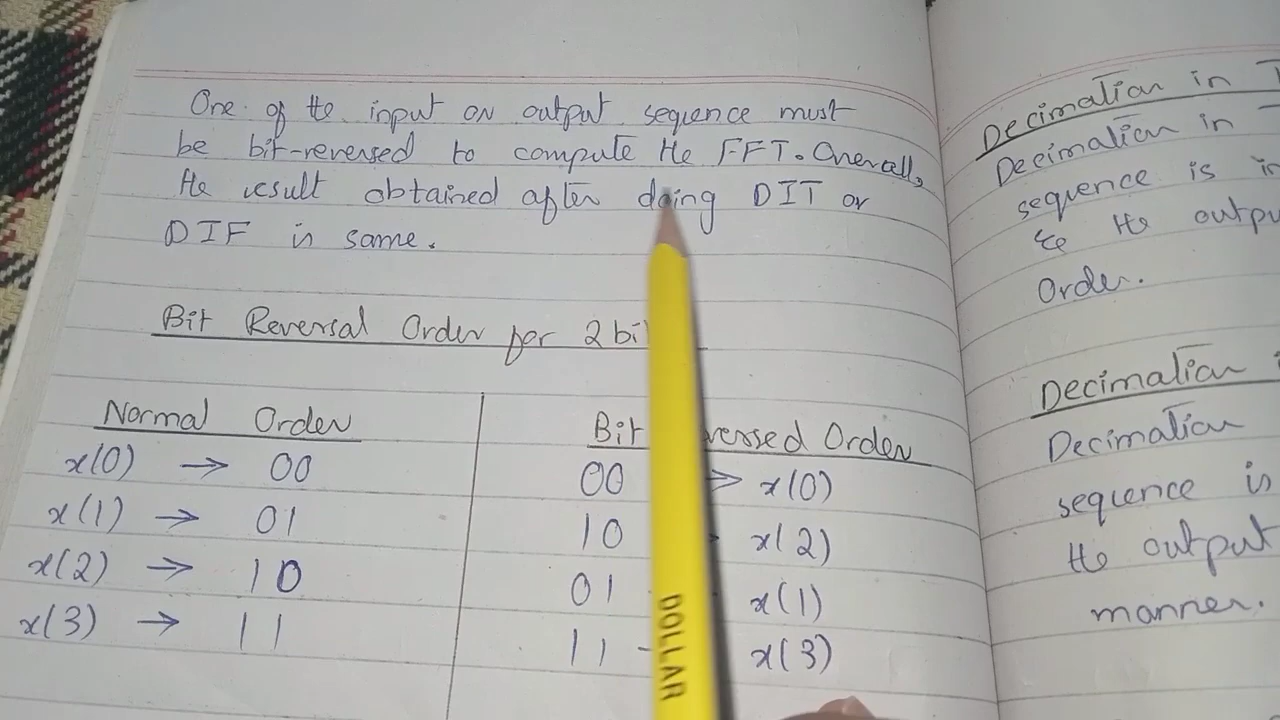 One of the input or output sequence must
be bit-reversed to compute the FFT. Overall,
the result obtained after doing DIT or
DIF is same.
Bit Reversal Order for 2 bi
Normal Order
x(0) → 00
x(1) → 01
x(2) → 10
x(3) → 11
Bit versed Order
00 → x(0)
10 x(2)
01 x(1)
11 - x(3)
Decimation in
Decimation in
sequence is in
to the outpu
Order.
Decimation
Decimation
sequence is
the output
manner.
DOLLAR